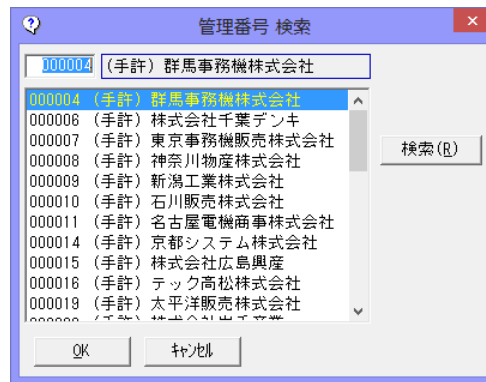 管理番号 検索
000004 (手許) 群馬事務機株式会社
000004 (手許) 群馬事務機株式会社
000006 (手許) 株式会社千葉デンキ
000007 (手許) 東京事務機販売株式会社
000008 (手許) 神奈川物産株式会社
000009 (手許) 新潟工業株式会社
000010 (手許) 石川販売株式会社
000011 (手許) 名古屋電機商事株式会社
000014 (手許) 京都システム株式会社
000015 (手許) 株式会社広島興産
000016 (手許) テック高松株式会社
000019 (手許) 太平洋販売株式会社
検索(R)
OK
ｷｬﾝｾﾙ